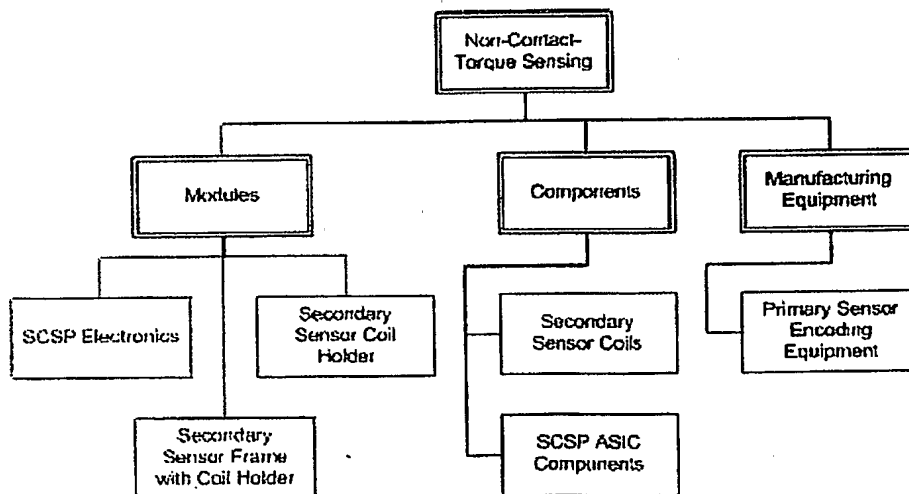 Non-Contact-
Torque Sensing
Modules
Components
Manufacturing
Equipment
SCSP Electronics
Secondary
Sensor Coil
Holder
Secondary
Sensor Coils
Primary Sensor
Encoding
Equipment
Secondary
Sensor Frame
with Coil Holder
SCSP ASIC
Components